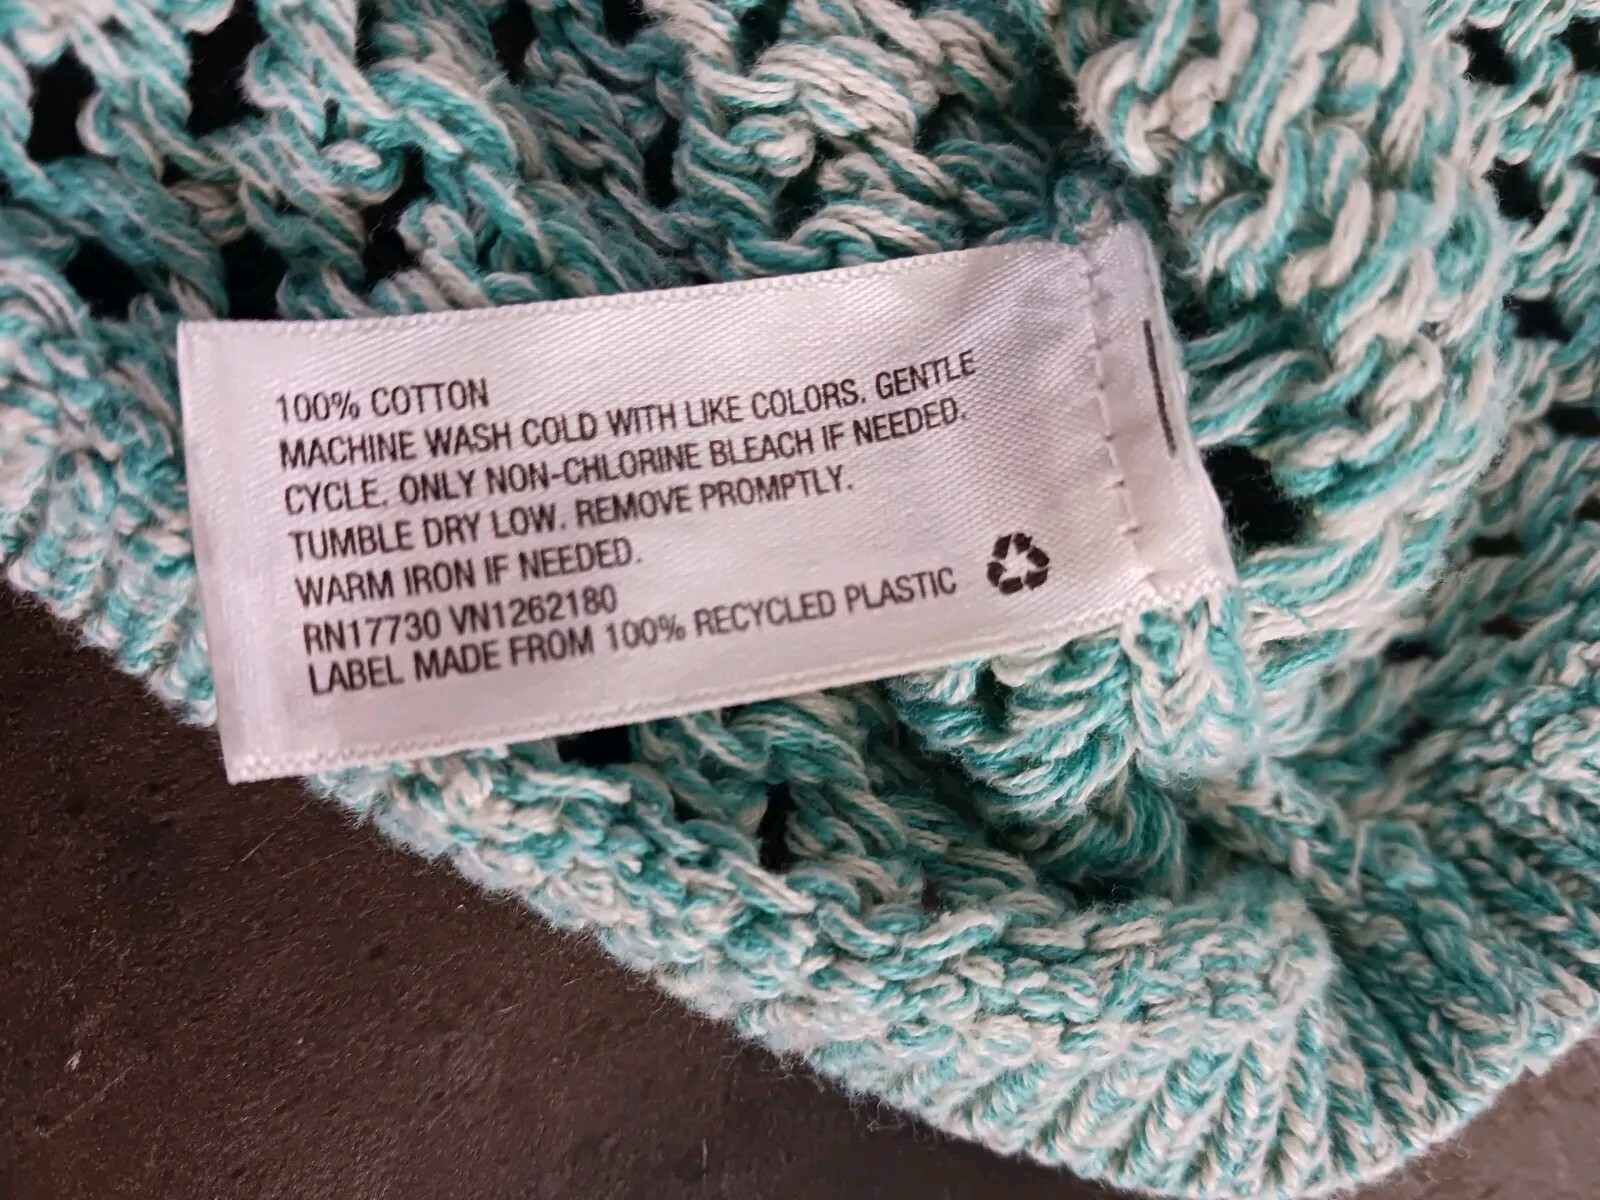 100% COTTON
MACHINE WASH COLD WITH LIKE COLORS. GENTLE
CYCLE. ONLY NON-CHLORINE BLEACH IF NEEDED.
TUMBLE DRY LOW. REMOVE PROMPTLY.
WARM IRON IF NEEDED.
RN17730 VN1262180
LABEL MADE FROM 100% RECYCLED PLASTIC